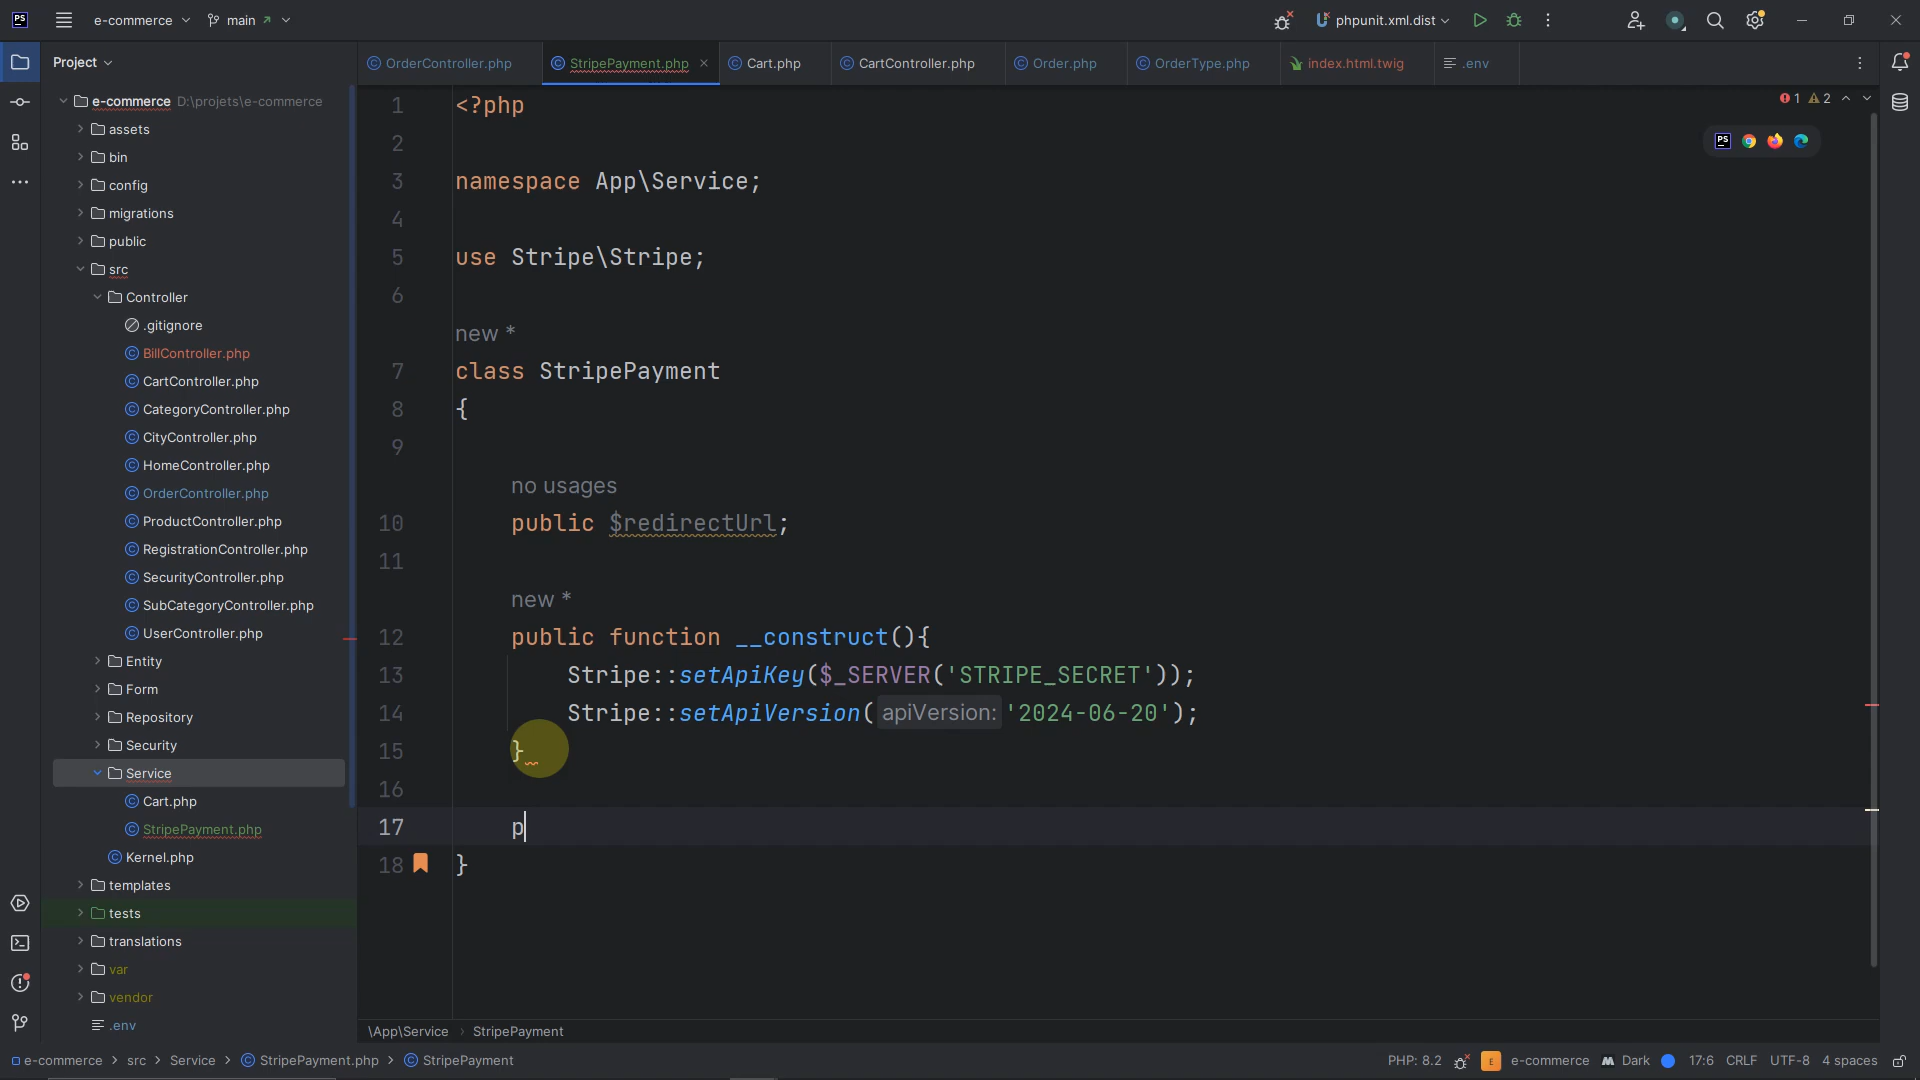 PS e-commerce main phpunit.xml.dist
Project
OrderController.php StripePayment.php Cart.php CartController.php Order.php OrderType.php index.html.twig .env
e-commerce D:\projets\e-commerce
assets
bin
config
migrations
public
src
Controller
.gitignore
BillController.php
CartController.php
CategoryController.php
CityController.php
HomeController.php
OrderController.php
ProductController.php
RegistrationController.php
SecurityController.php
SubCategoryController.php
UserController.php
Entity
Form
Repository
Security
Service
Cart.php
StripePayment.php
Kernel.php
templates
tests
translations
var
vendor
.env
1 2
PS
1 <?php
2
3 namespace App\Service;
4
5 use Stripe\Stripe;
6
new *
7 class StripePayment
8 {
9
no usages
10 public $redirectUrl;
11
new *
12 public function __construct(){
13 Stripe::setApiKey($_SERVER('STRIPE_SECRET'));
14 Stripe::setApiVersion( apiVersion: '2024-06-20');
15 }
16
17 p
18 }
\App\Service StripePayment
e-commerce src Service StripePayment.php StripePayment PHP: 8.2 E e-commerce Dark 17:6 CRLF UTF-8 4 spaces